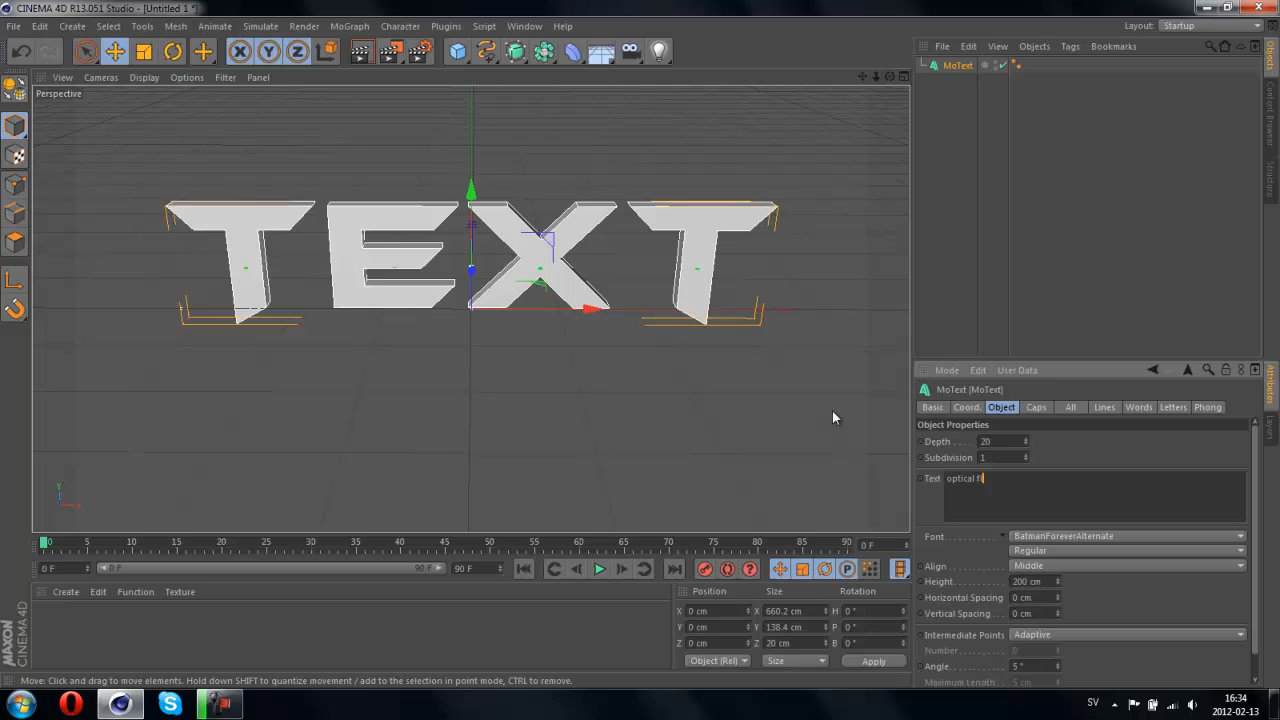 CINEMA 4D R13.051 Studio - [Untitled 1 *]
File Edit Create Select Tools Mesh Animate Simulate Render MoGraph Character Plugins Script Window Help
Layout: Startup
X Y Z
File Edit View Objects Tags Bookmarks
View Cameras Display Options Filter Panel
MoText
Perspective
TEXT
Objects
Content Browser
Structure
Y
X
Mode Edit User Data
MoText [MoText]
Basic Coord. Object Caps All Lines Words Letters Phong
Attributes
Layers
Object Properties
Depth 20
Subdivision 1
Text optical fl
Font BatmanForeverAlternate
Regular
Align Middle
Height 200 cm
Horizontal Spacing 0 cm
Vertical Spacing 0 cm
Intermediate Points Adaptive
Number 8
Angle 5 °
Maximum Length 5 cm
0 5 10 15 20 25 30 35 40 45 50 55 60 65 70 75 80 85 90 0 F
0 F 0 F 90 F 90 F
P
Create Edit Function Texture
Position Size Rotation
X 0 cm X 660.2 cm H 0 °
Y 0 cm Y 138.4 cm P 0 °
Z 0 cm Z 20 cm B 0 °
Object (Rel) Size Apply
MAXON
CINEMA 4D
Move: Click and drag to move elements. Hold down SHIFT to quantize movement / add to the selection in point mode, CTRL to remove.
SV
16:34
2012-02-13